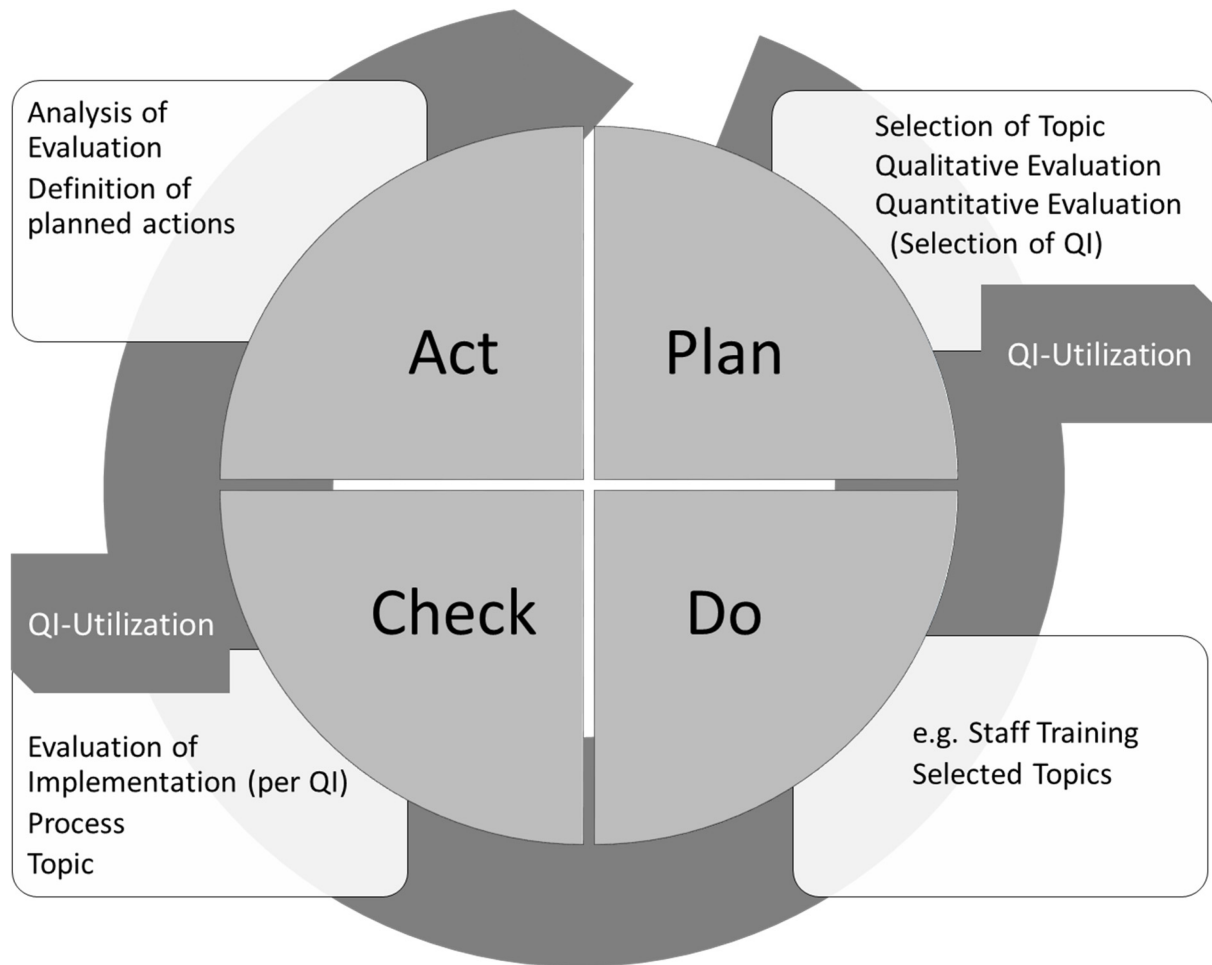 Analysis of
Evaluation
Definition of
planned actions
Selection of Topic
Qualitative Evaluation
Quantitative Evaluation
(Selection of QI)
Act
Plan
QI-Utilization
Check
Do
QI-Utilization
Evaluation of
Implementation (per QI)
Process
Topic
e.g. Staff Training
Selected Topics